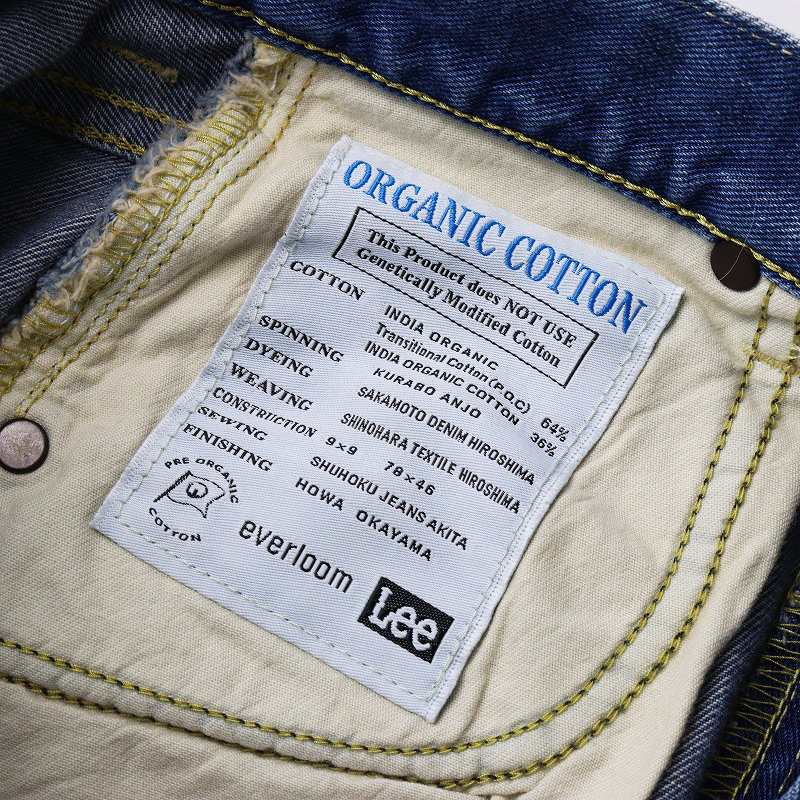 ORGANIC COTTON
This Product does NOT USE
Genetically Modified Cotton
COTTON
INDIA ORGANIC
Transitional Cotton (P.O.C) 64%
INDIA ORGANIC COTTON 36%
SPINNING KURABO ANJO
DYEING SAKAMOTO DENIM HIROSHIMA
WEAVING SHINOHARA TEXTILE HIROSHIMA
CONSTRUCTION 9×9 78×46
SEWING SHUHOKU JEANS AKITA
FINISHING HOWA OKAYAMA
PRE ORGANIC
COTTON
everloom
Lee